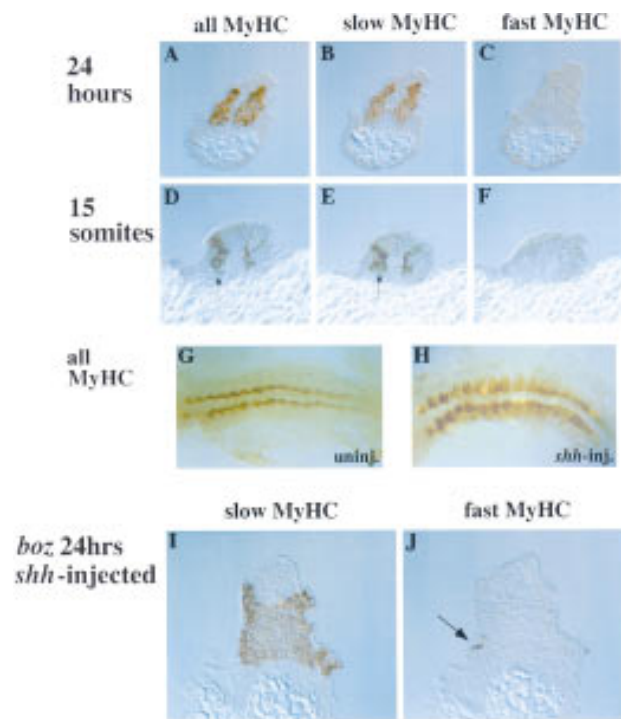 all MyHC slow MyHC fast MyHC
24 hours
A B C
15 somites
D E F
all MyHC
G H
uninj. shh-inj.
slow MyHC fast MyHC
boz 24hrs shh-injected
I J